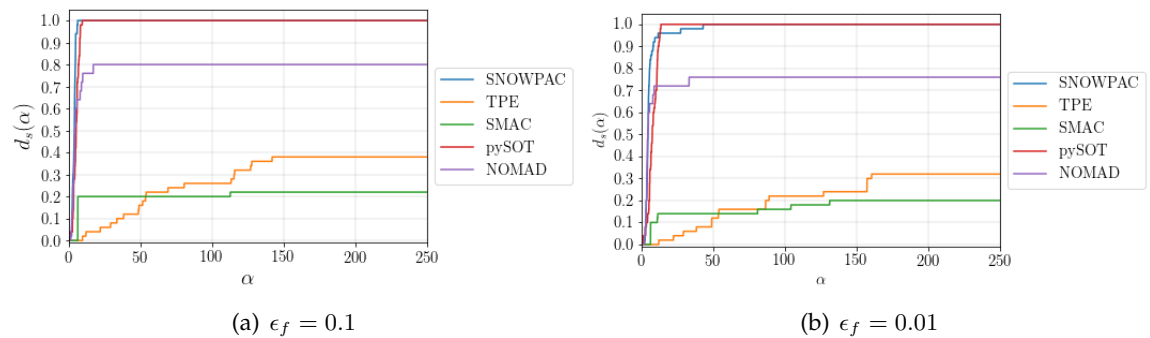 1.0
0.9
0.8
0.7
0.6
0.5
0.4
0.3
0.2
0.1
0.0
d_s(α)
0 50 100 150 200 250
α
SNOWPAC
TPE
SMAC
pySOT
NOMAD
(a) ϵ_f = 0.1
1.0
0.9
0.8
0.7
0.6
0.5
0.4
0.3
0.2
0.1
0.0
d_s(α)
0 50 100 150 200 250
α
SNOWPAC
TPE
SMAC
pySOT
NOMAD
(b) ϵ_f = 0.01